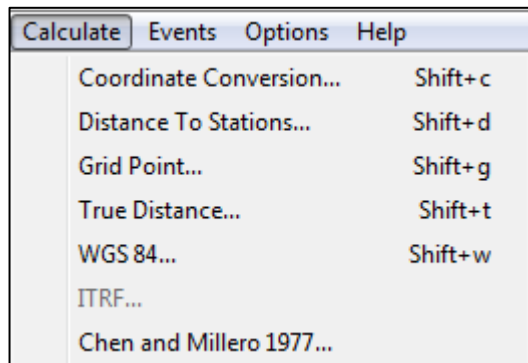 Calculate Events Options Help
Coordinate Conversion... Shift+c
Distance To Stations... Shift+d
Grid Point... Shift+g
True Distance... Shift+t
WGS 84... Shift+w
ITRF...
Chen and Millero 1977...